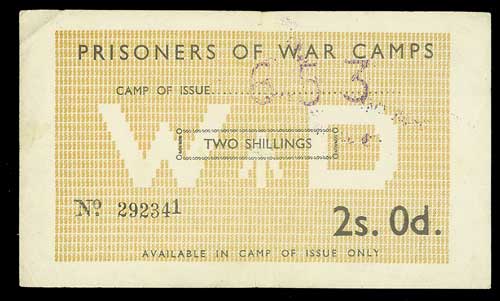 PRISONERS OF WAR CAMPS
CAMP OF ISSUE.................... 653
W D
TWO SHILLINGS
Nº 292341
2s. 0d.
AVAILABLE IN CAMP OF ISSUE ONLY